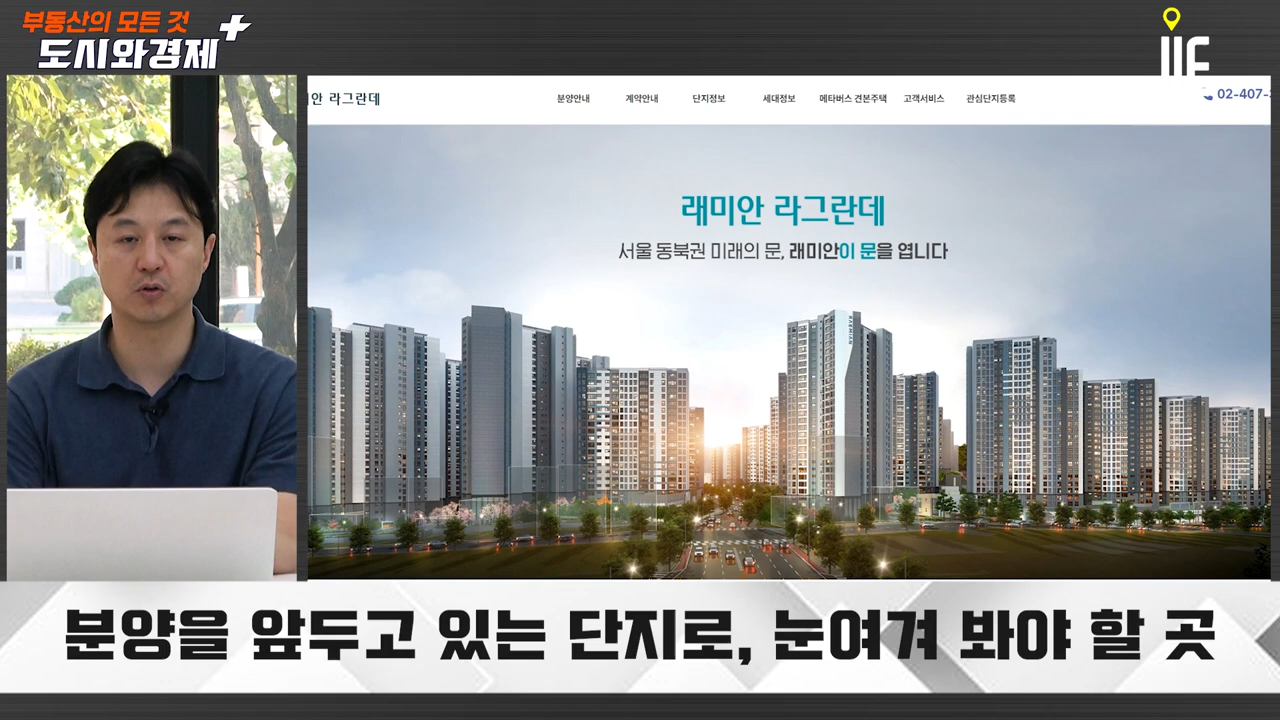 부동산의 모든 것
도시와경제+
안 라그란데
분양안내 계약안내 단지정보 세대정보 메타버스 견본주택 고객서비스 관심단지등록
02-407-
래미안 라그란데
서울 동북권 미래의 문, 래미안이 문을 엽니다
분양을 앞두고 있는 단지로, 눈여겨 봐야 할 곳